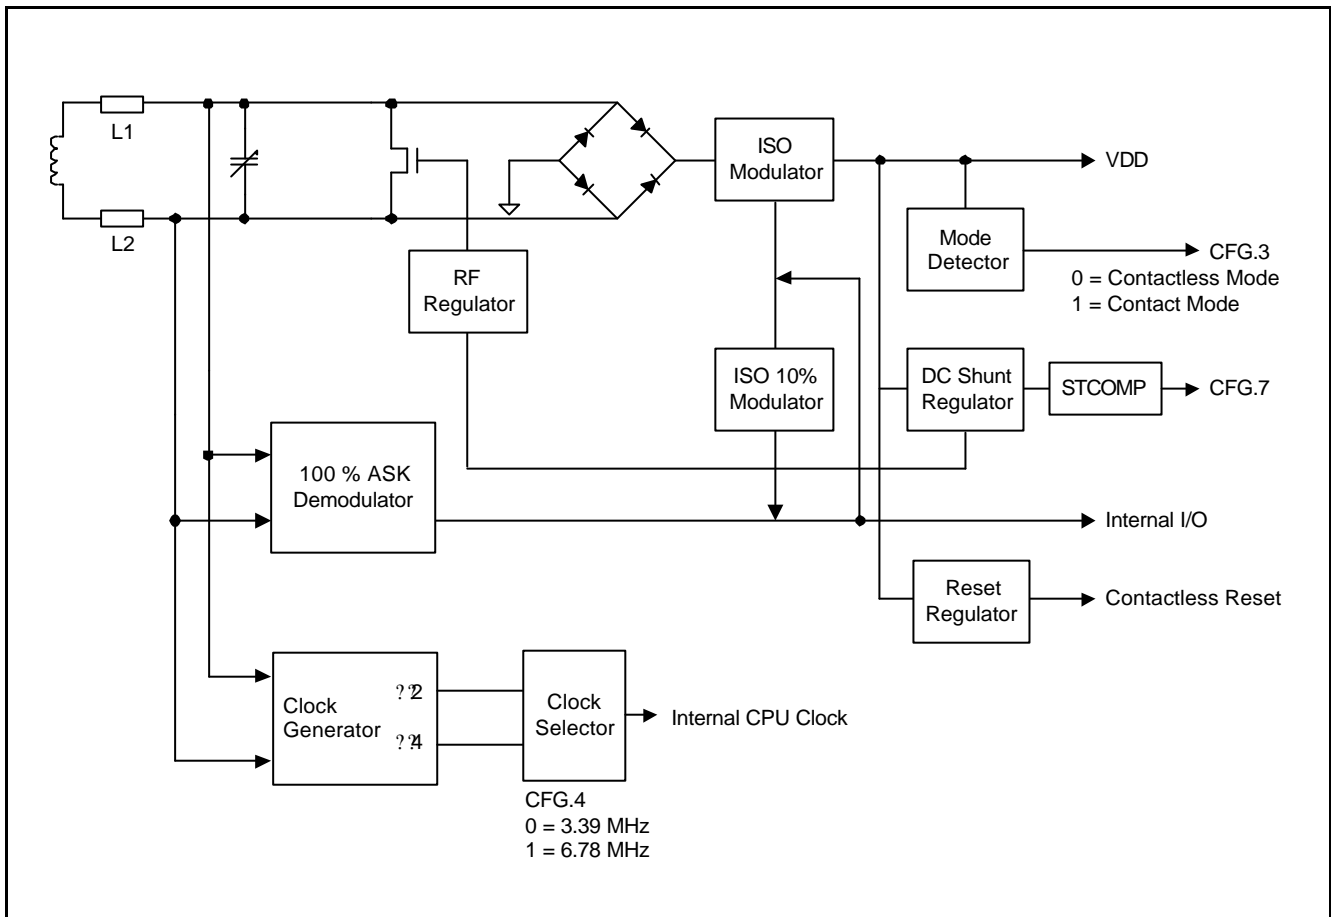 L1
L2
ISO
Modulator
VDD
Mode
Detector
CFG.3
0 = Contactless Mode
1 = Contact Mode
RF
Regulator
ISO 10%
Modulator
DC Shunt
Regulator
STCOMP
CFG.7
100 % ASK
Demodulator
Internal I/O
Reset
Regulator
Contactless Reset
Clock
Generator
??2
??4
Clock
Selector
Internal CPU Clock
CFG.4
0 = 3.39 MHz
1 = 6.78 MHz